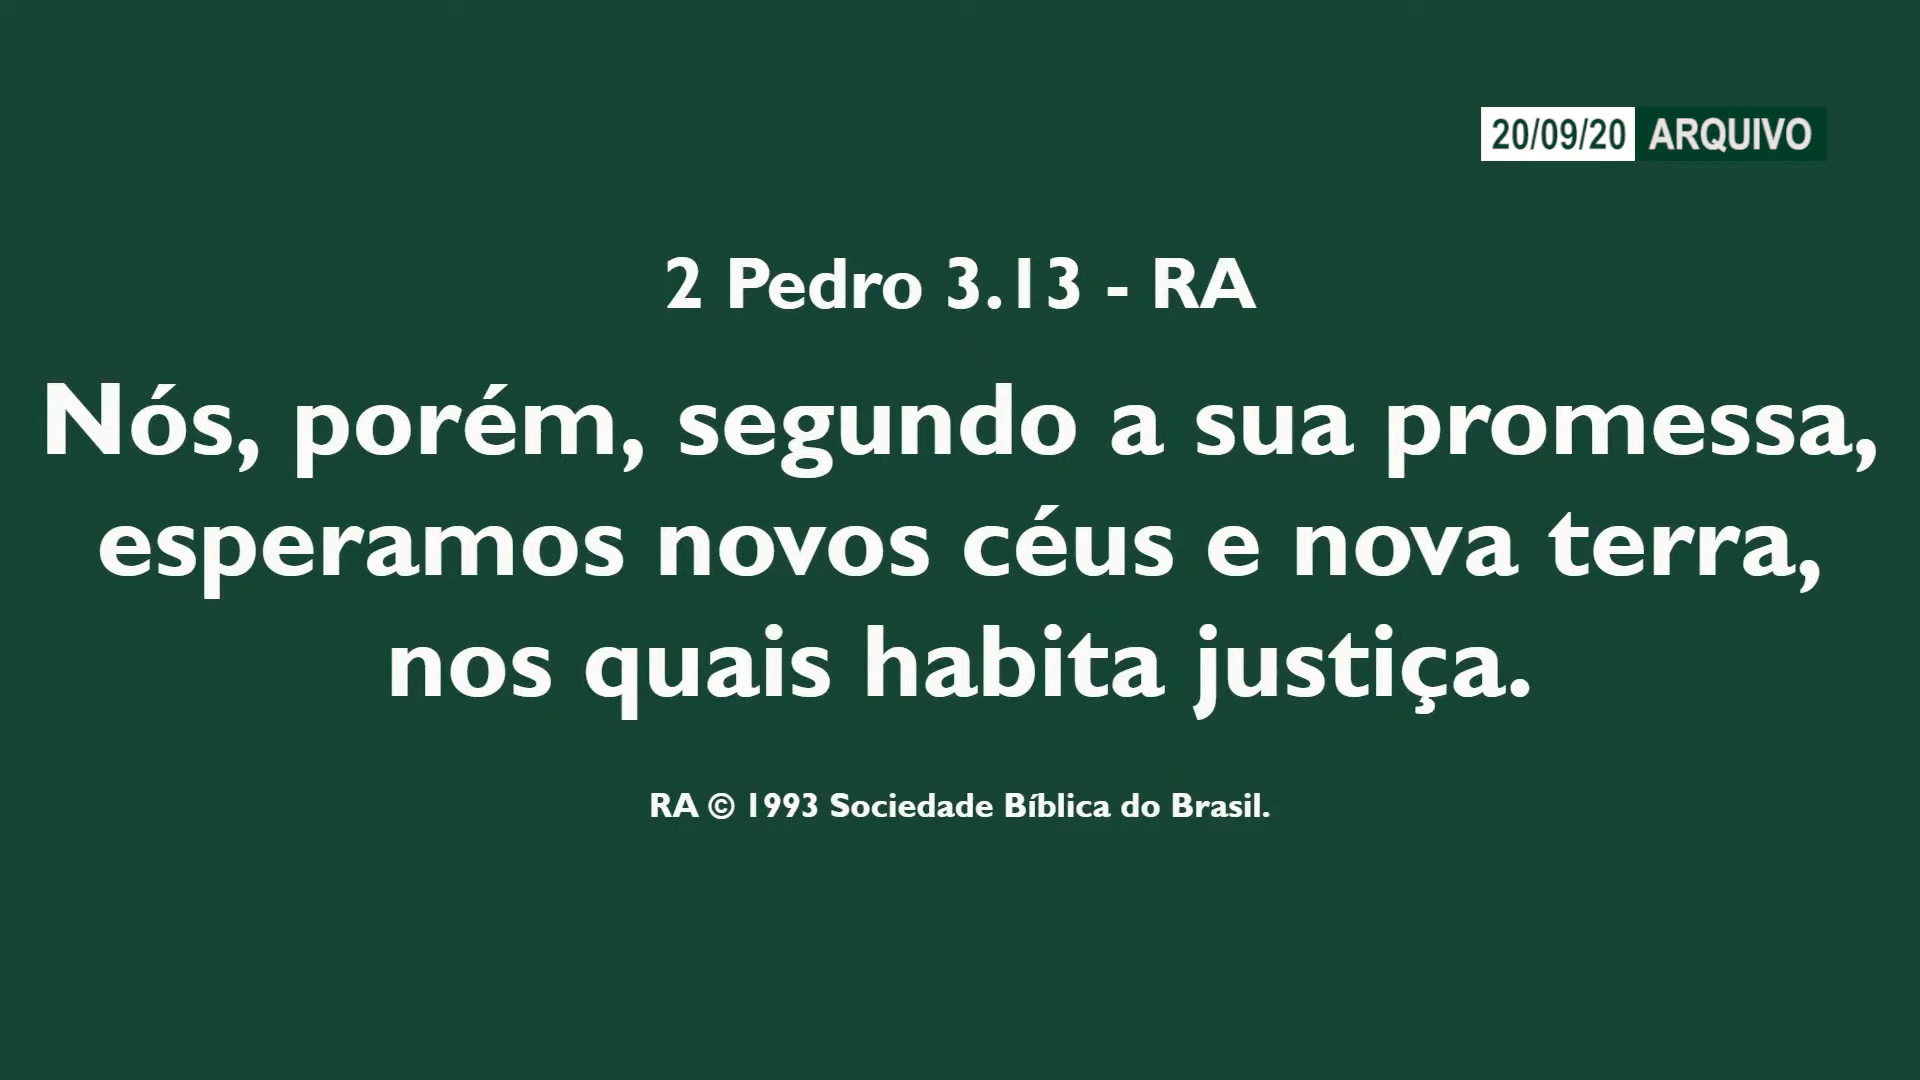 20/09/20 ARQUIVO
2 Pedro 3.13 - RA
Nós, porém, segundo a sua promessa,
esperamos novos céus e nova terra,
nos quais habita justiça.
RA © 1993 Sociedade Bíblica do Brasil.